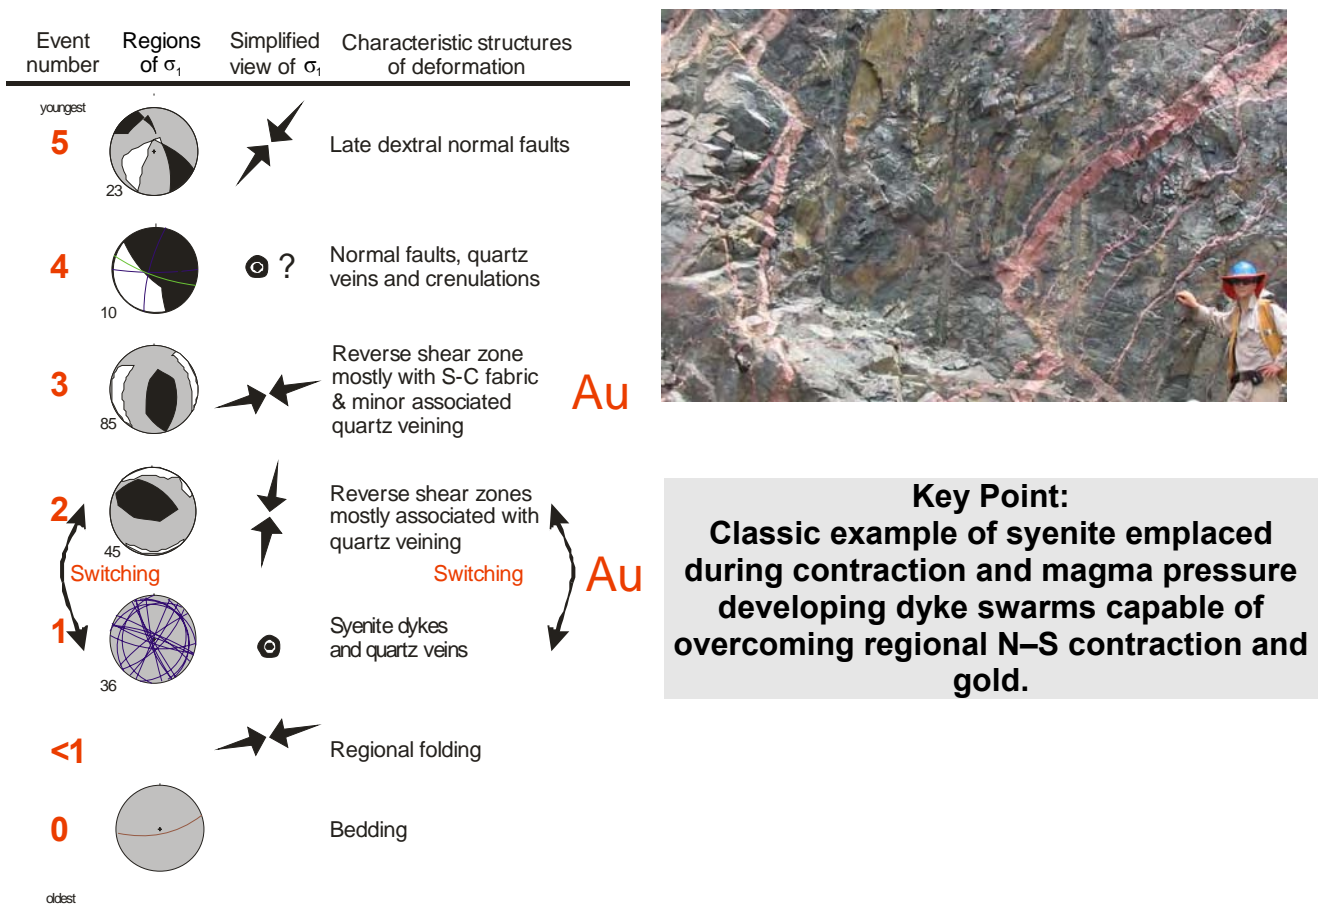 Event number
Regions of σ1
Simplified view of σ1
Characteristic structures of deformation
youngest
5
23
Late dextral normal faults
4
10
?
Normal faults, quartz
veins and crenulations
3
85
Reverse shear zone
mostly with S-C fabric
& minor associated
quartz veining
Au
2
45
Reverse shear zones
mostly associated with
quartz veining
Switching
Switching
Au
1
36
Syenite dykes
and quartz veins
<1
Regional folding
0
Bedding
oldest
Key Point:
Classic example of syenite emplaced
during contraction and magma pressure
developing dyke swarms capable of
overcoming regional N–S contraction and
gold.